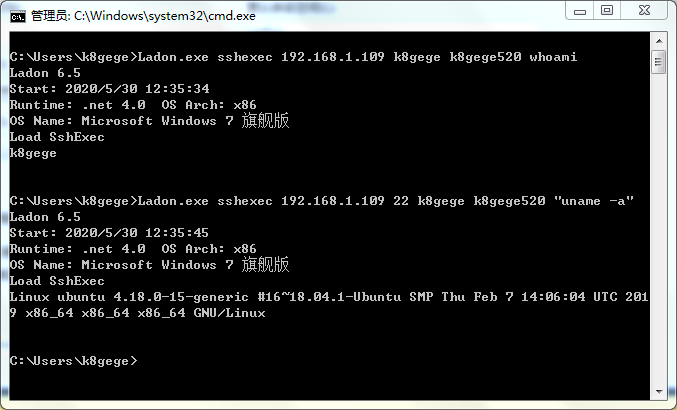 管理员: C:\Windows\system32\cmd.exe
C:\Users\k8gege>Ladon.exe sshexec 192.168.1.109 k8gege k8gege520 whoami
Ladon 6.5
Start: 2020/5/30 12:35:34
Runtime: .net 4.0  OS Arch: x86
OS Name: Microsoft Windows 7 旗舰版
Load SshExec
k8gege
C:\Users\k8gege>Ladon.exe sshexec 192.168.1.109 22 k8gege k8gege520 "uname -a"
Ladon 6.5
Start: 2020/5/30 12:35:45
Runtime: .net 4.0  OS Arch: x86
OS Name: Microsoft Windows 7 旗舰版
Load SshExec
Linux ubuntu 4.18.0-15-generic #16~18.04.1-Ubuntu SMP Thu Feb 7 14:06:04 UTC 201
9 x86_64 x86_64 x86_64 GNU/Linux
C:\Users\k8gege>